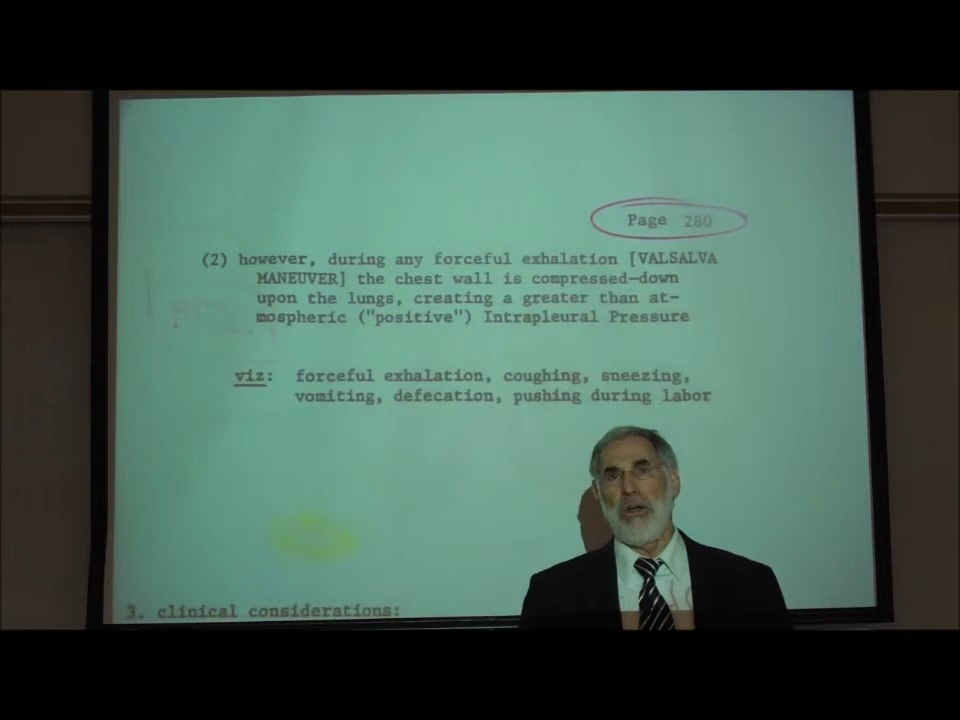 Page 280
(2) however, during any forceful exhalation [VALSALVA
MANEUVER] the chest wall is compressed-down
upon the lungs, creating a greater than at-
mospheric ("positive") Intrapleural Pressure
viz: forceful exhalation, coughing, sneezing,
vomiting, defecation, pushing during labor
3. clinical considerations: